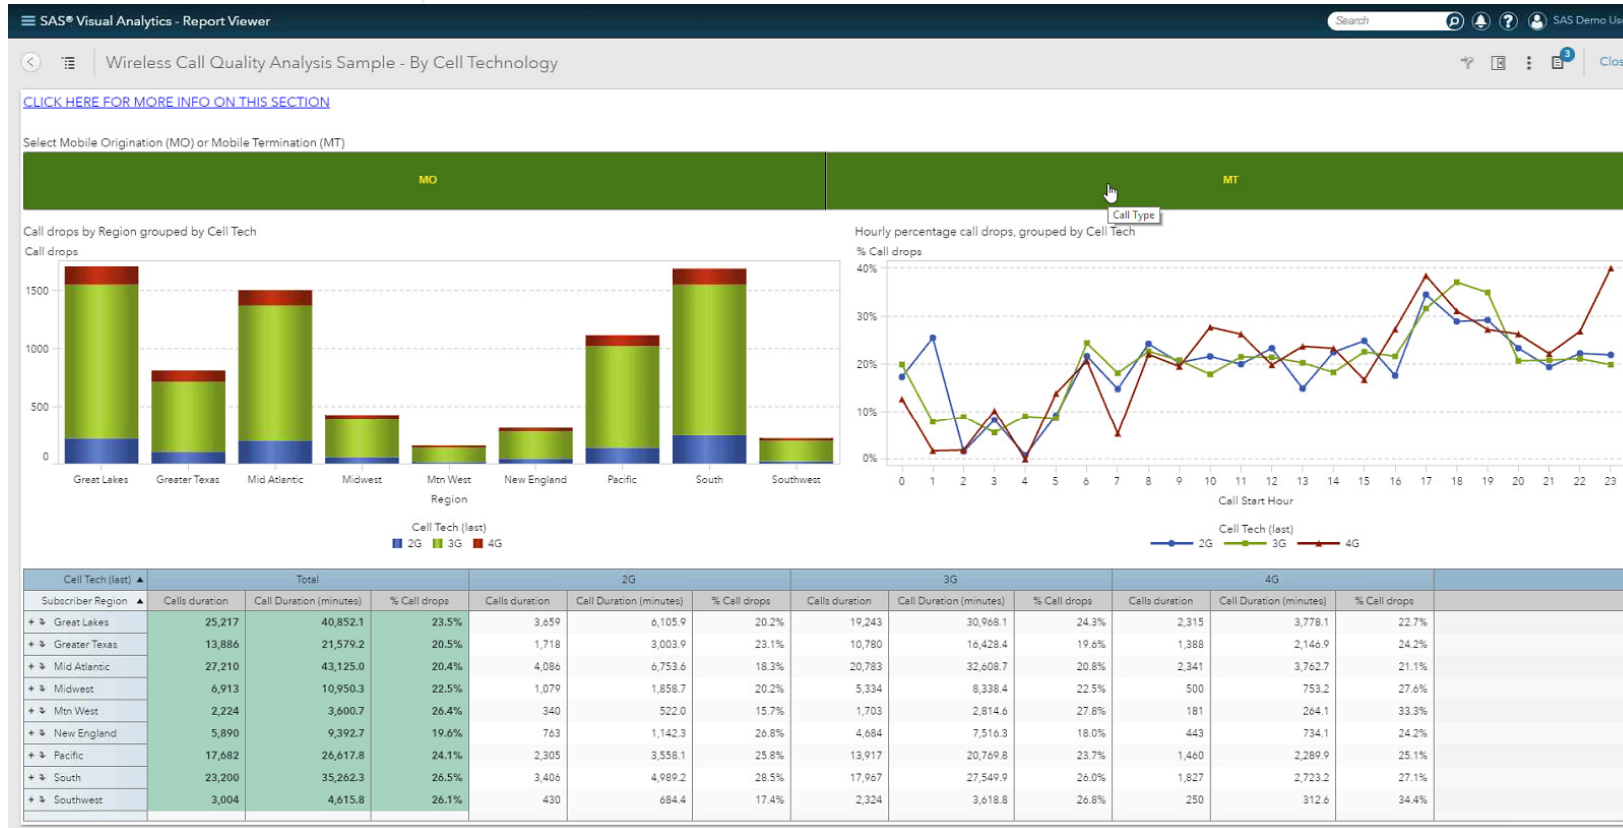 SAS® Visual Analytics - Report Viewer
Search
SAS Demo Us
Wireless Call Quality Analysis Sample - By Cell Technology
3
Clos
CLICK HERE FOR MORE INFO ON THIS SECTION
Select Mobile Origination (MO) or Mobile Termination (MT)
MO
MT
Call Type
Call drops by Region grouped by Cell Tech
Call drops
1500
1000
500
0
Great Lakes Greater Texas Mid Atlantic Midwest Mtn West New England Pacific South Southwest
Region
Cell Tech (last)
2G 3G 4G
Hourly percentage call drops, grouped by Cell Tech
% Call drops
40%
30%
20%
10%
0%
0 1 2 3 4 5 6 7 8 9 10 11 12 13 14 15 16 17 18 19 20 21 22 23
Call Start Hour
Cell Tech (last)
2G 3G 4G
Cell Tech (last) Total 2G 3G 4G
Subscriber Region Calls duration Call Duration (minutes) % Call drops Calls duration Call Duration (minutes) % Call drops Calls duration Call Duration (minutes) % Call drops Calls duration Call Duration (minutes) % Call drops
+ Great Lakes 25,217 40,852.1 23.5% 3,659 6,105.9 20.2% 19,243 30,968.1 24.3% 2,315 3,778.1 22.7%
+ Greater Texas 13,886 21,579.2 20.5% 1,718 3,003.9 23.1% 10,780 16,428.4 19.6% 1,388 2,146.9 24.2%
+ Mid Atlantic 27,210 43,125.0 20.4% 4,086 6,753.6 18.3% 20,783 32,608.7 20.8% 2,341 3,762.7 21.1%
+ Midwest 6,913 10,950.3 22.5% 1,079 1,858.7 20.2% 5,334 8,338.4 22.5% 500 753.2 27.6%
+ Mtn West 2,224 3,600.7 26.4% 340 522.0 15.7% 1,703 2,814.6 27.8% 181 264.1 33.3%
+ New England 5,890 9,392.7 19.6% 763 1,142.3 26.8% 4,684 7,516.3 18.0% 443 734.1 24.2%
+ Pacific 17,682 26,617.8 24.1% 2,305 3,558.1 25.8% 13,917 20,769.8 23.7% 1,460 2,289.9 25.1%
+ South 23,200 35,262.3 26.5% 3,406 4,989.2 28.5% 17,967 27,549.9 26.0% 1,827 2,723.2 27.1%
+ Southwest 3,004 4,615.8 26.1% 430 684.4 17.4% 2,324 3,618.8 26.8% 250 312.6 34.4%